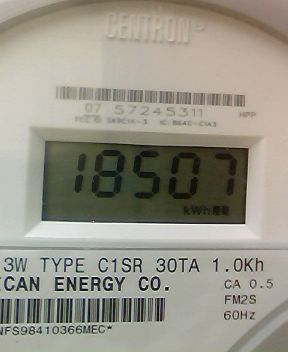 CENTRON®
07 57245311 HPP
18507
kWh
3W TYPE C1SR 30TA 1.0Kh
ICAN ENERGY CO. CA 0.5
FM2S
NFS98410366MEC* 60Hz